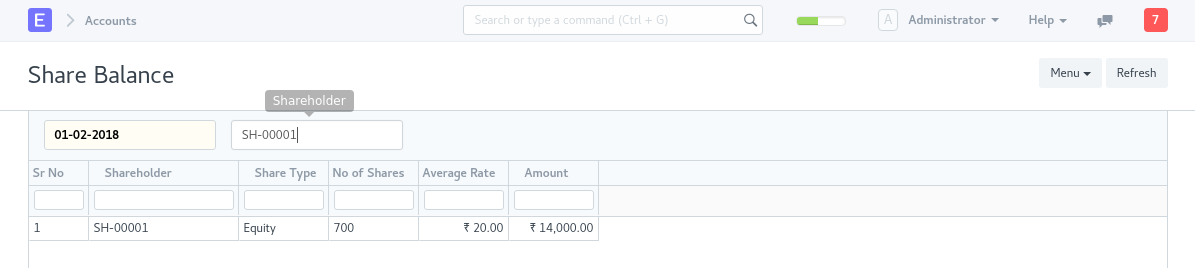 E Accounts Search or type a command (Ctrl + G) A Administrator Help 7
Share Balance Menu Refresh
Shareholder
01-02-2018 SH-00001
Sr No Shareholder Share Type No of Shares Average Rate Amount
1 SH-00001 Equity 700 ₹ 20.00 ₹ 14,000.00